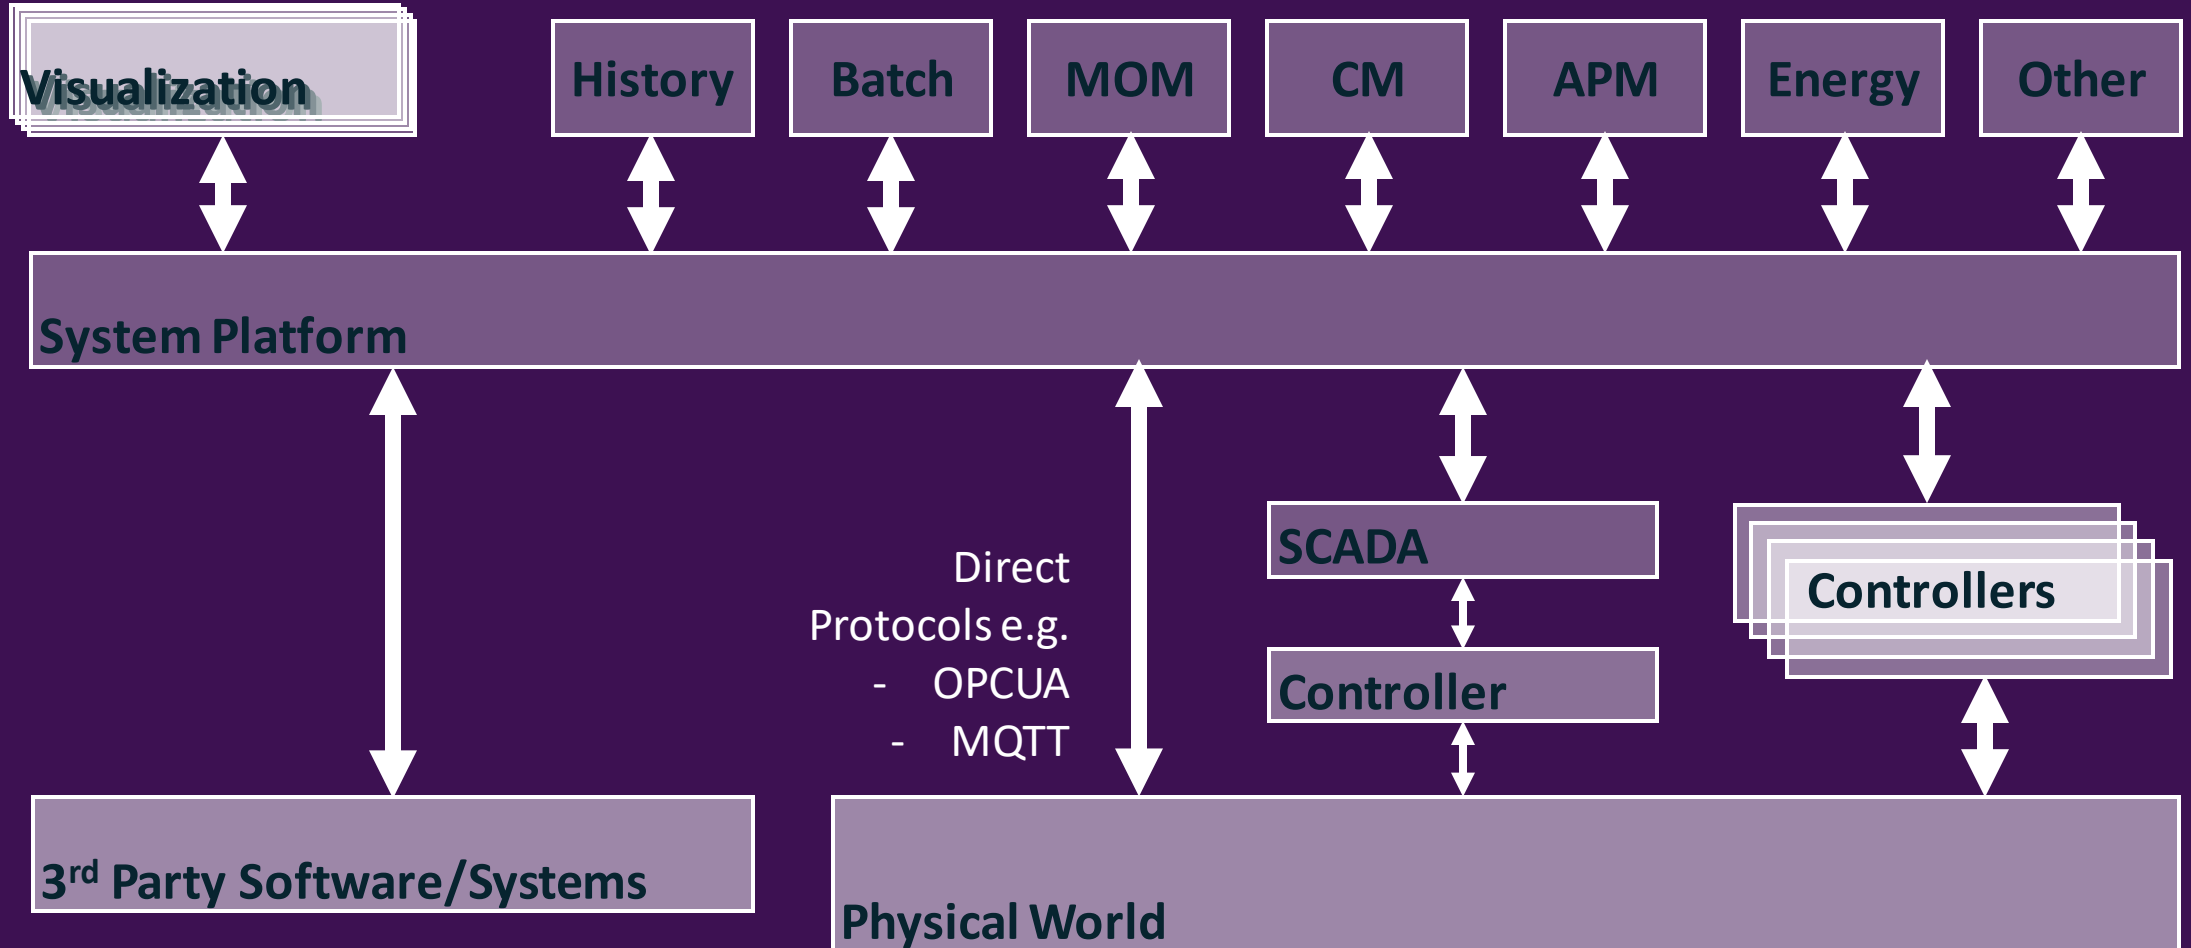 Visualization
History
Batch
MOM
CM
APM
Energy
Other
System Platform
Direct
Protocols e.g.
- OPCUA
- MQTT
SCADA
Controllers
Controller
3rd Party Software/Systems
Physical World